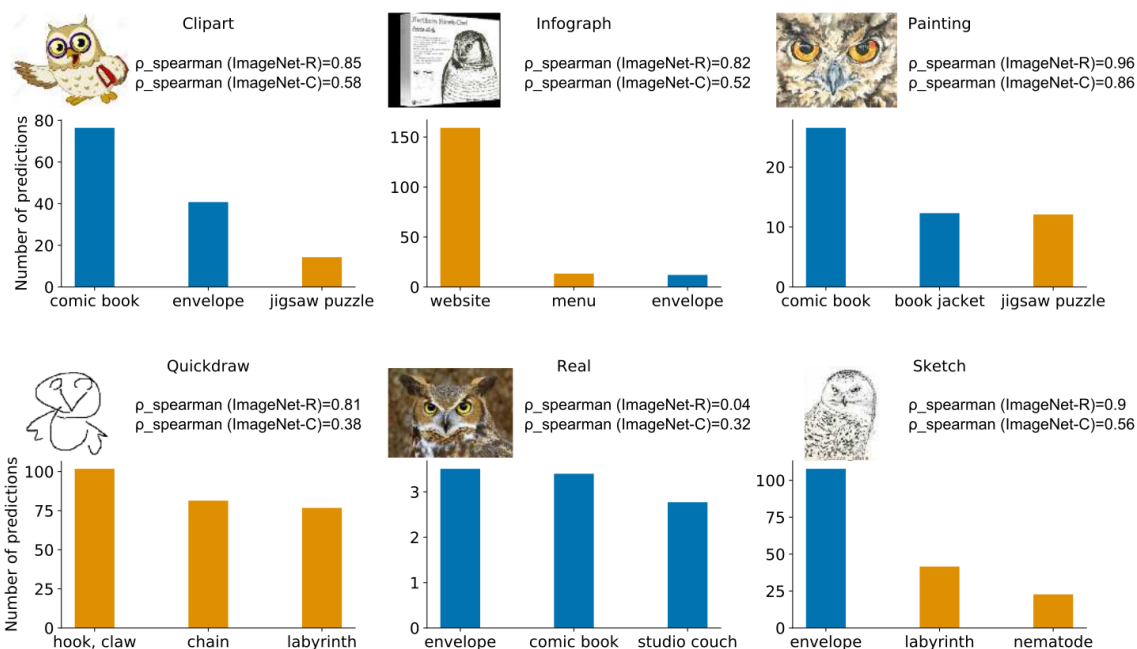 Clipart
ρ_spearman (ImageNet-R)=0.85
ρ_spearman (ImageNet-C)=0.58
Number of predictions
80
60
40
20
0
comic book envelope jigsaw puzzle
Infograph
Northern Hawk-Owl
ρ_spearman (ImageNet-R)=0.82
ρ_spearman (ImageNet-C)=0.52
150
100
50
0
website menu envelope
Painting
ρ_spearman (ImageNet-R)=0.96
ρ_spearman (ImageNet-C)=0.86
20
10
0
comic book book jacket jigsaw puzzle
Quickdraw
ρ_spearman (ImageNet-R)=0.81
ρ_spearman (ImageNet-C)=0.38
Number of predictions
100
75
50
25
0
hook, claw chain labyrinth
Real
ρ_spearman (ImageNet-R)=0.04
ρ_spearman (ImageNet-C)=0.32
3
2
1
0
envelope comic book studio couch
Sketch
ρ_spearman (ImageNet-R)=0.9
ρ_spearman (ImageNet-C)=0.56
100
75
50
25
0
envelope labyrinth nematode